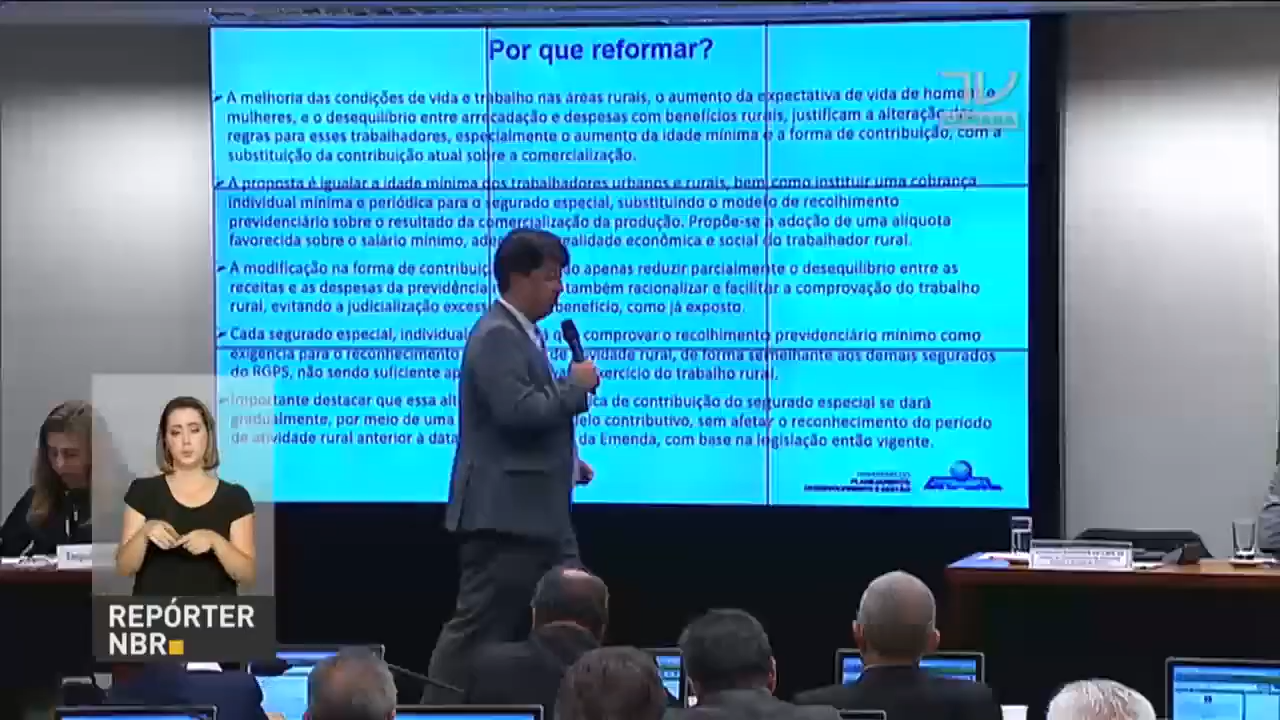 Por que reformar?
A melhoria das condições de vida e trabalho nas áreas rurais, o aumento da expectativa de vida de
mulheres, e o desequilíbrio entre arrecadação e despesas com benefícios rurais, justificam a alteração
regras para esses trabalhadores, especialmente o aumento da idade mínima e a forma de contribuição, com a
substituição da contribuição atual sobre a comercialização.
A proposta é igualar a idade mínima dos trabalhadores urbanos e rurais, bem como instituir uma cobrança
individual mínima e periódica para o segurado especial, substituindo o modelo de recolhimento
previdenciário sobre o resultado da comercialização da produção. Propõe-se a adoção de uma alíquota
favorecida sobre o salário mínimo, realidade econômica e social do trabalhador rural.
A modificação na forma de apenas reduzir parcialmente o desequilíbrio entre as
receitas e as despesas da previdência também racionalizar e facilitar a comprovação do trabalho
rural, evitando a judicialização benefício, como já exposto.
Cada segurado especial, comprovar o recolhimento previdenciário mínimo como
exigência para o reconhecimento de atividade rural, de forma semelhante aos demais segurados
do RGPS, não sendo suficiente exercício do trabalho rural.
Importante destacar que essa de contribuição do segurado especial se dará
gradualmente, por meio de uma contributivo, sem afetar o reconhecimento do período
de atividade rural anterior à data da Emenda, com base na legislação então vigente.
PLANEJAMENTO,
DESENVOLVIMENTO E GESTÃO
TV
CÂMARA
REPÓRTER
NBR